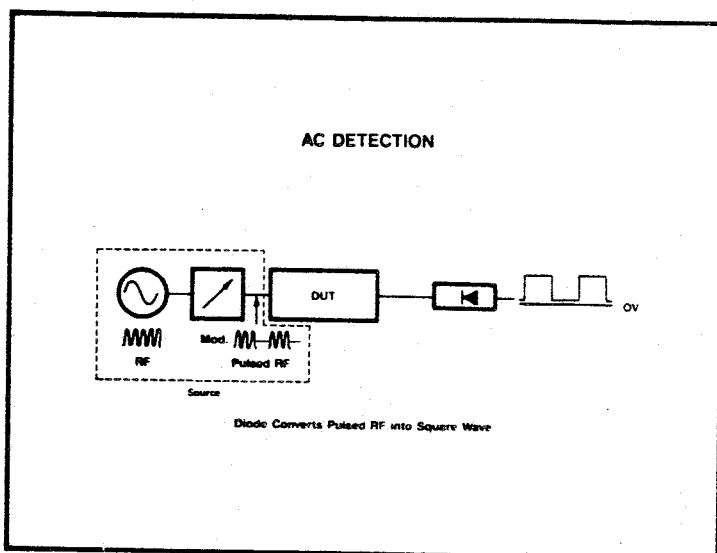 AC DETECTION
DUT
OV
RF
Mod.
Pulsed RF
Source
Diode Converts Pulsed RF into Square Wave